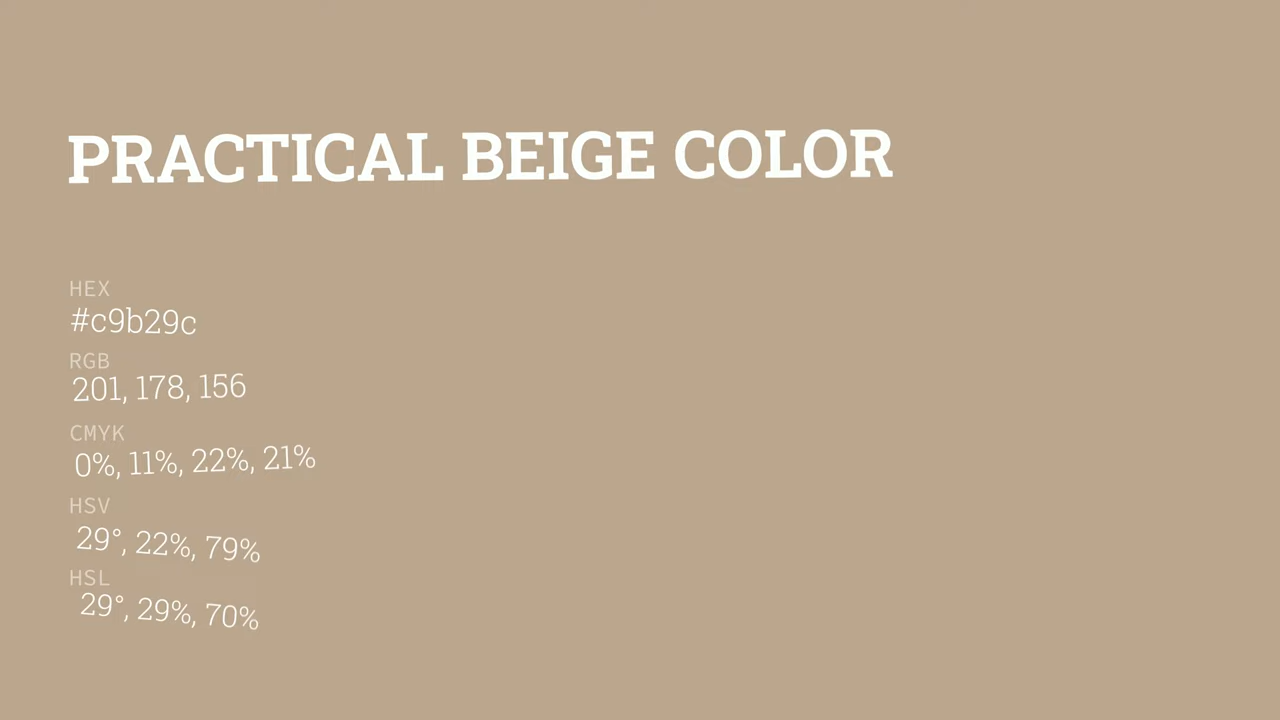 PRACTICAL BEIGE COLOR
HEX
#c9b29c
RGB
201, 178, 156
CMYK
0%, 11%, 22%, 21%
HSV
29°, 22%, 79%
HSL
29°, 29%, 70%